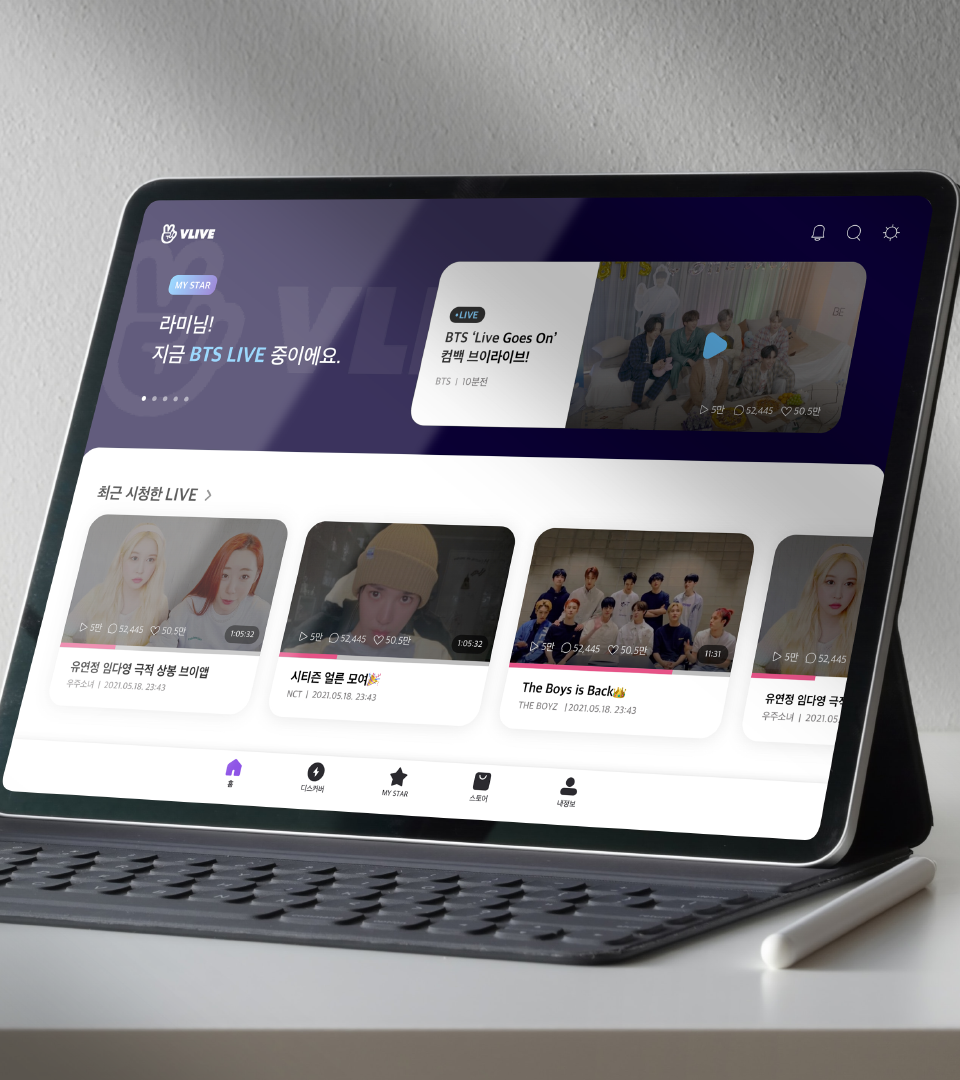 VLIVE
MY STAR
라미님!
지금 BTS LIVE 중이에요.
LIVE
BTS ‘Live Goes On’
컴백 브이라이브!
BTS | 10분전
BE
5만 52,445 50.5만
최근 시청한 LIVE >
5만 52,445 50.5만 1:05:32
유연정 임다영 극적 상봉 브이앱
우주소녀 | 2021.05.18. 23:43
5만 52,445 50.5만 1:05:32
시티즌 얼른 모여🎉
NCT | 2021.05.18. 23:43
5만 52,445 50.5만 11:31
The Boys is Back
THE BOYZ | 2021.05.18. 23:43
5만 52,445
유연정 임다영 극적
우주소녀 | 2021.05
홈
디스커버
MY STAR
스토어
내정보